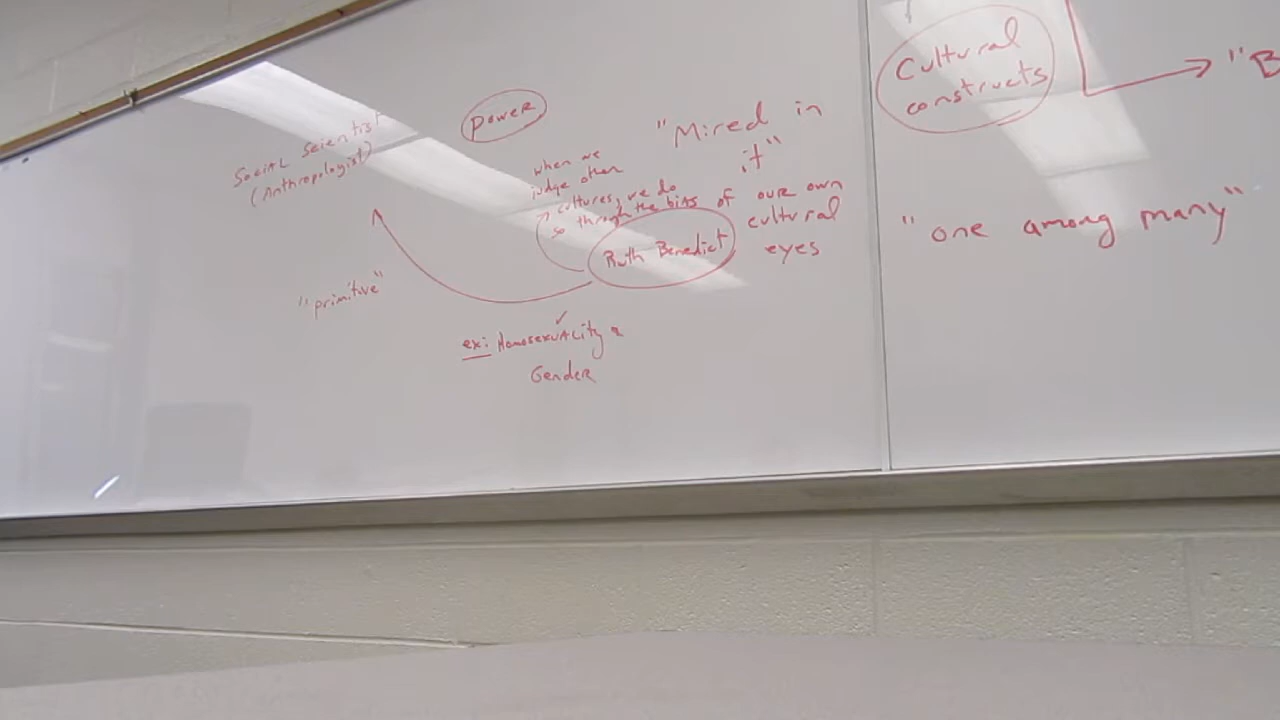 Social Scientist
(Anthropologist)
"primitive"
power
when we
judge other
cultures, we do
so through the bias of our own
cultural
eyes
Ruth Benedict
ex: Homosexuality &
Gender
"Mired in
it"
Cultural
constructs
"B
"one among many"